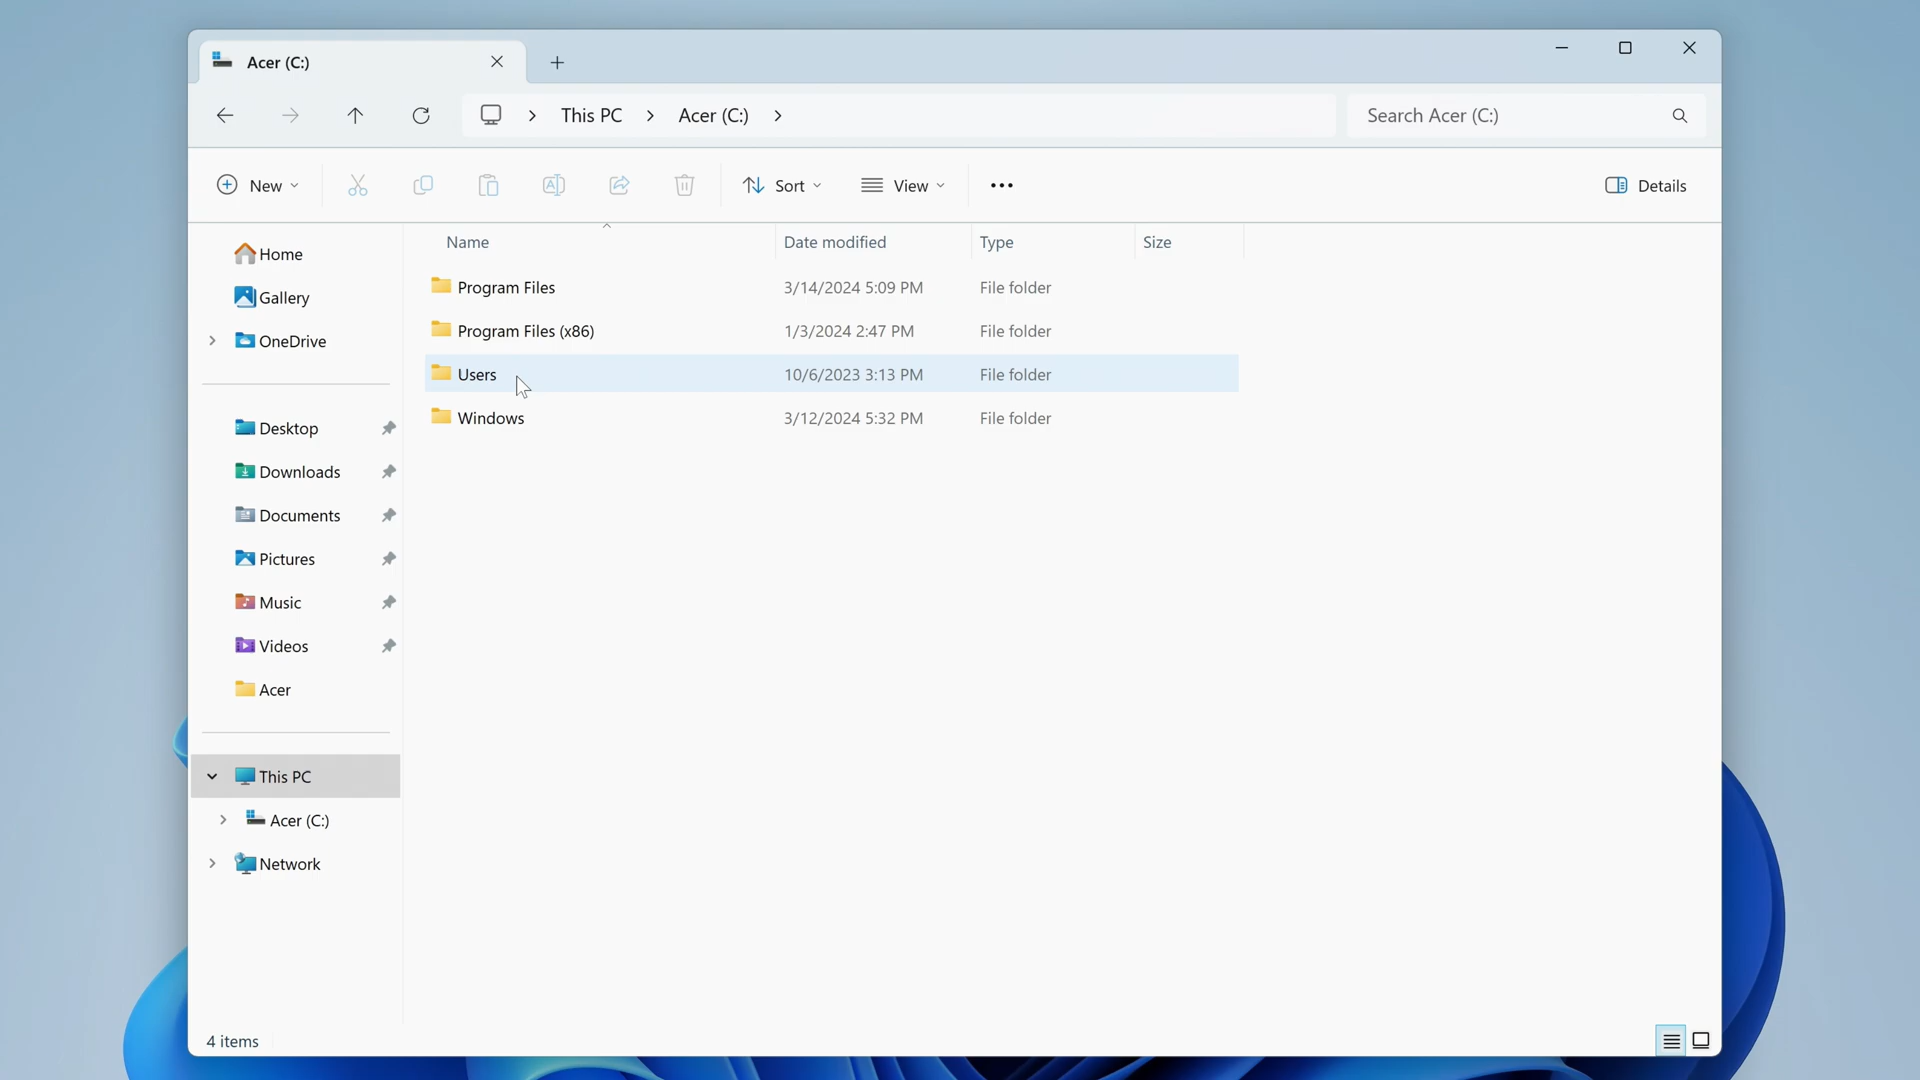 Acer (C:)
This PC > Acer (C:) >
Search Acer (C:)
New
Sort
View
Details
Name Date modified Type Size
Home
Gallery
OneDrive
Desktop
Downloads
Documents
Pictures
Music
Videos
Acer
This PC
Acer (C:)
Network
Program Files 3/14/2024 5:09 PM File folder
Program Files (x86) 1/3/2024 2:47 PM File folder
Users 10/6/2023 3:13 PM File folder
Windows 3/12/2024 5:32 PM File folder
4 items